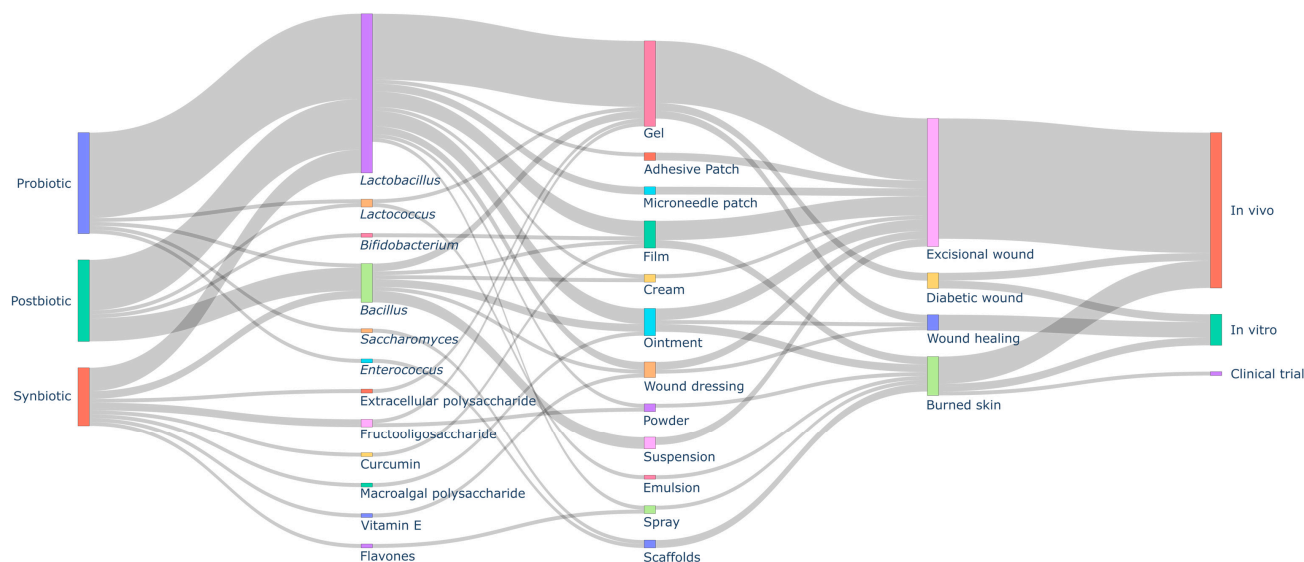 Probiotic
Postbiotic
Synbiotic
Lactobacillus
Lactococcus
Bifidobacterium
Bacillus
Saccharomyces
Enterococcus
Extracellular polysaccharide
Fructooligosaccharide
Curcumin
Macroalgal polysaccharide
Vitamin E
Flavones
Gel
Adhesive Patch
Microneedle patch
Film
Cream
Ointment
Wound dressing
Powder
Suspension
Emulsion
Spray
Scaffolds
Excisional wound
Diabetic wound
Wound healing
Burned skin
In vivo
In vitro
Clinical trial